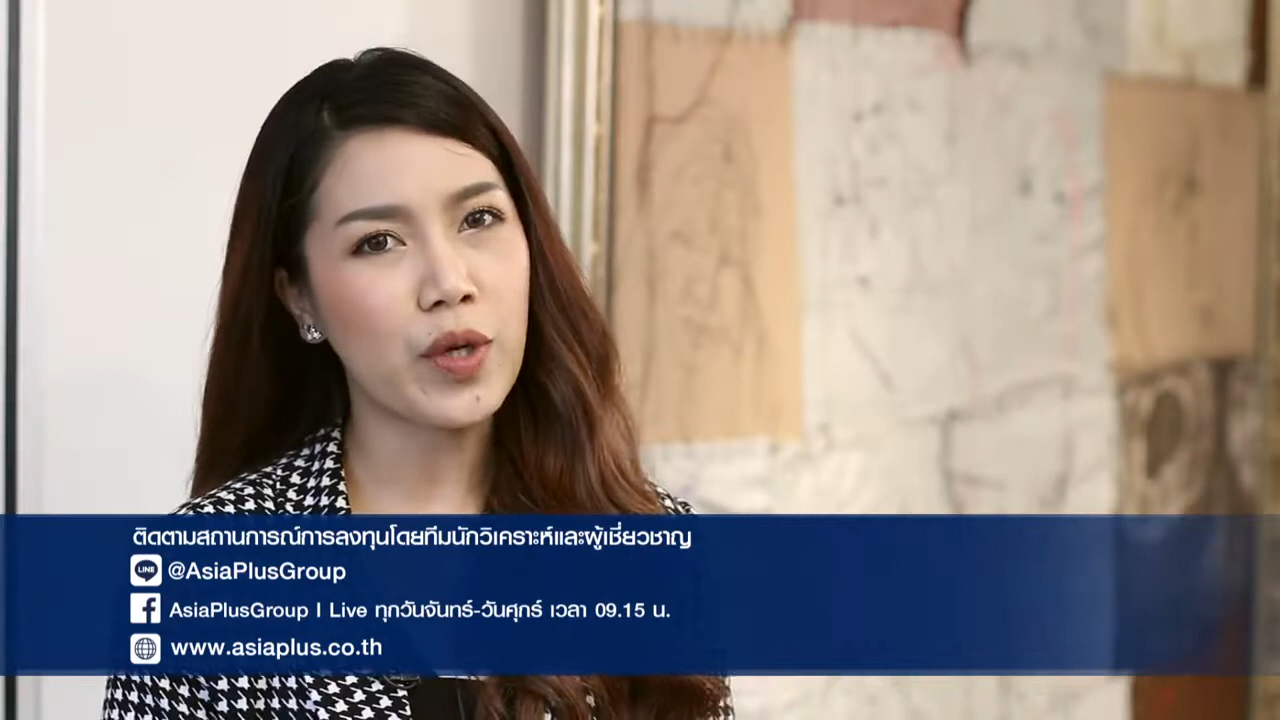 ติดตามสถานการณ์การลงทุนโดยทีมนักวิเคราะห์และผู้เชี่ยวชาญ
LINE @AsiaPlusGroup
AsiaPlusGroup I Live ทุกวันจันทร์-วันศุกร์ เวลา 09.15 น.
www.asiaplus.co.th